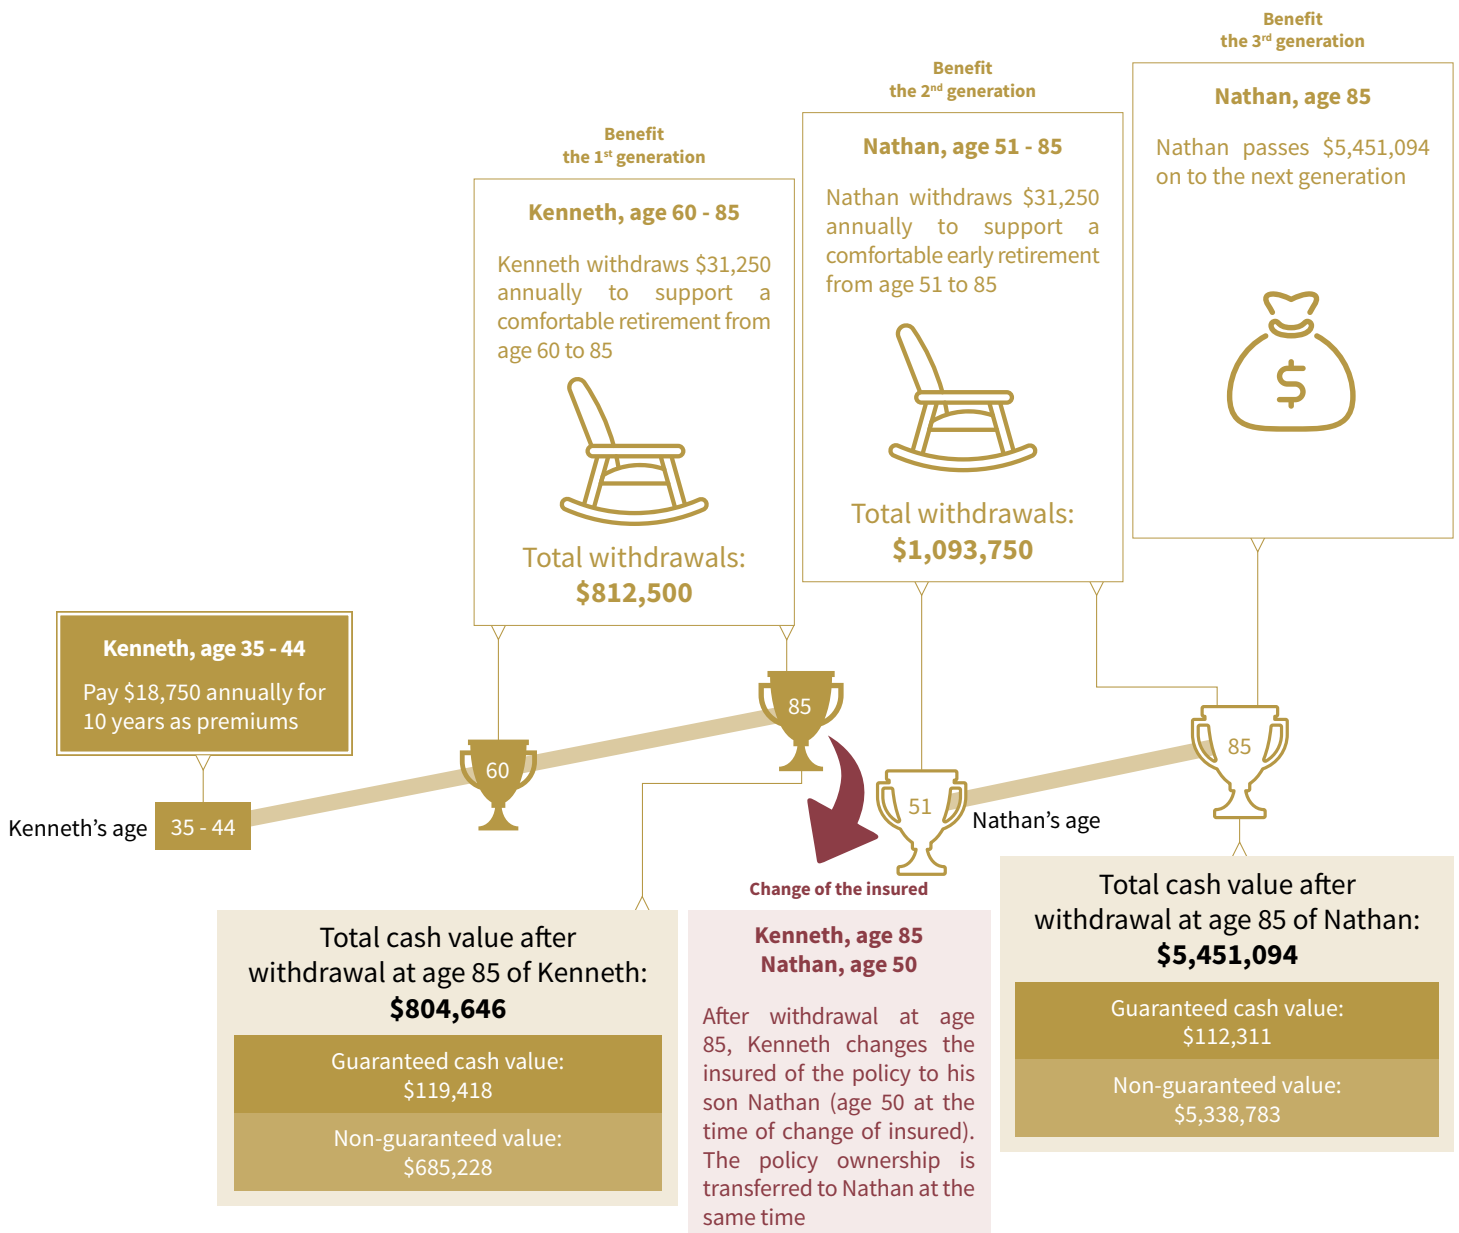 Benefit
the 3rd generation
Nathan, age 85
Nathan passes $5,451,094
on to the next generation
$
Benefit
the 2nd generation
Nathan, age 51 - 85
Nathan withdraws $31,250
annually to support a
comfortable early retirement
from age 51 to 85
Total withdrawals:
$1,093,750
Benefit
the 1st generation
Kenneth, age 60 - 85
Kenneth withdraws $31,250
annually to support a
comfortable retirement from
age 60 to 85
Total withdrawals:
$812,500
Kenneth, age 35 - 44
Pay $18,750 annually for
10 years as premiums
Kenneth's age
35 - 44
60
85
51
Nathan's age
85
Change of the insured
Kenneth, age 85
Nathan, age 50
After withdrawal at age
85, Kenneth changes the
insured of the policy to his
son Nathan (age 50 at the
time of change of insured).
The policy ownership is
transferred to Nathan at the
same time
Total cash value after
withdrawal at age 85 of Kenneth:
$804,646
Guaranteed cash value:
$119,418
Non-guaranteed value:
$685,228
Total cash value after
withdrawal at age 85 of Nathan:
$5,451,094
Guaranteed cash value:
$112,311
Non-guaranteed value:
$5,338,783